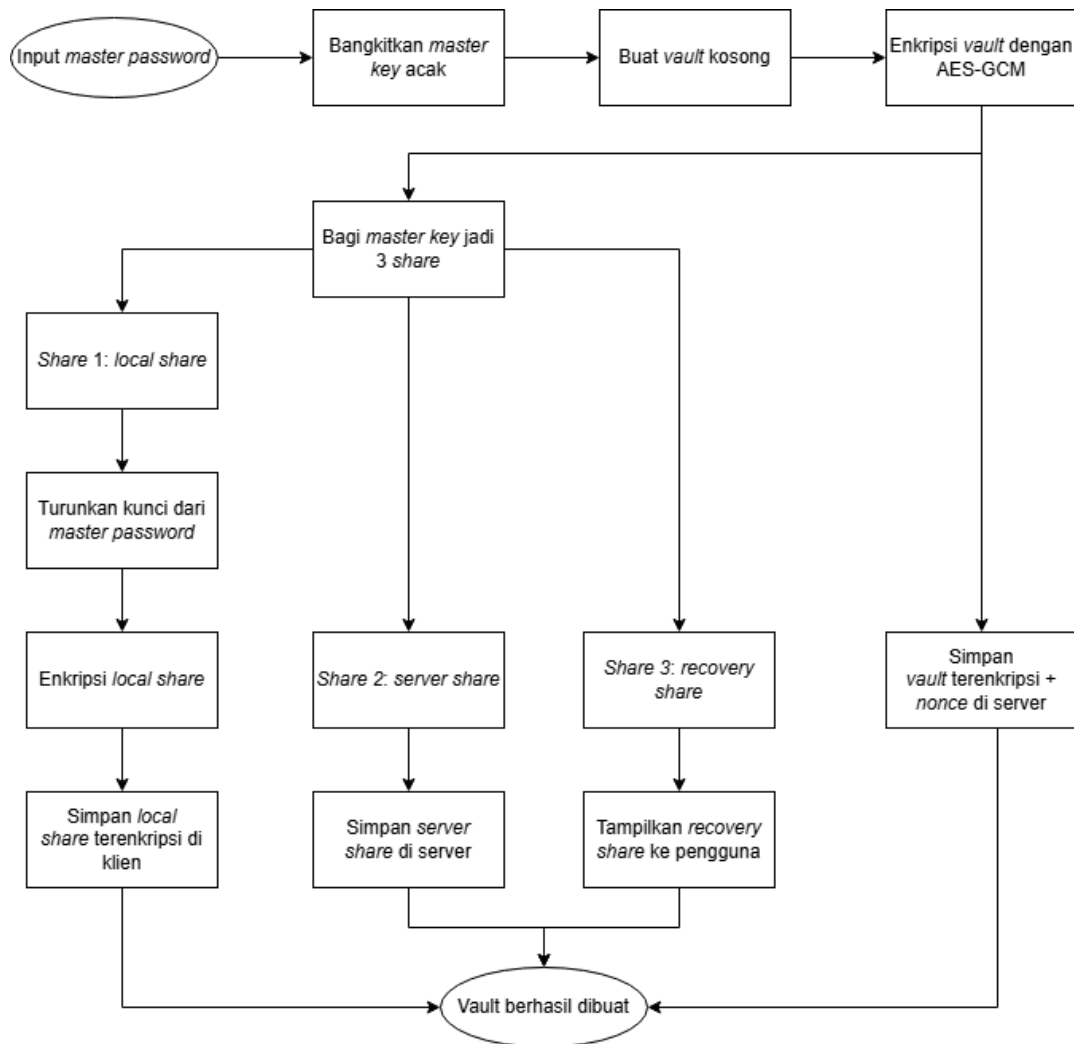 Input master password
Bangkitkan master
key acak
Buat vault kosong
Enkripsi vault dengan
AES-GCM
Bagi master key jadi
3 share
Share 1: local share
Turunkan kunci dari
master password
Enkripsi local share
Share 2: server share
Share 3: recovery
share
Simpan
vault terenkripsi +
nonce di server
Simpan local
share terenkripsi di
klien
Simpan server
share di server
Tampilkan recovery
share ke pengguna
Vault berhasil dibuat